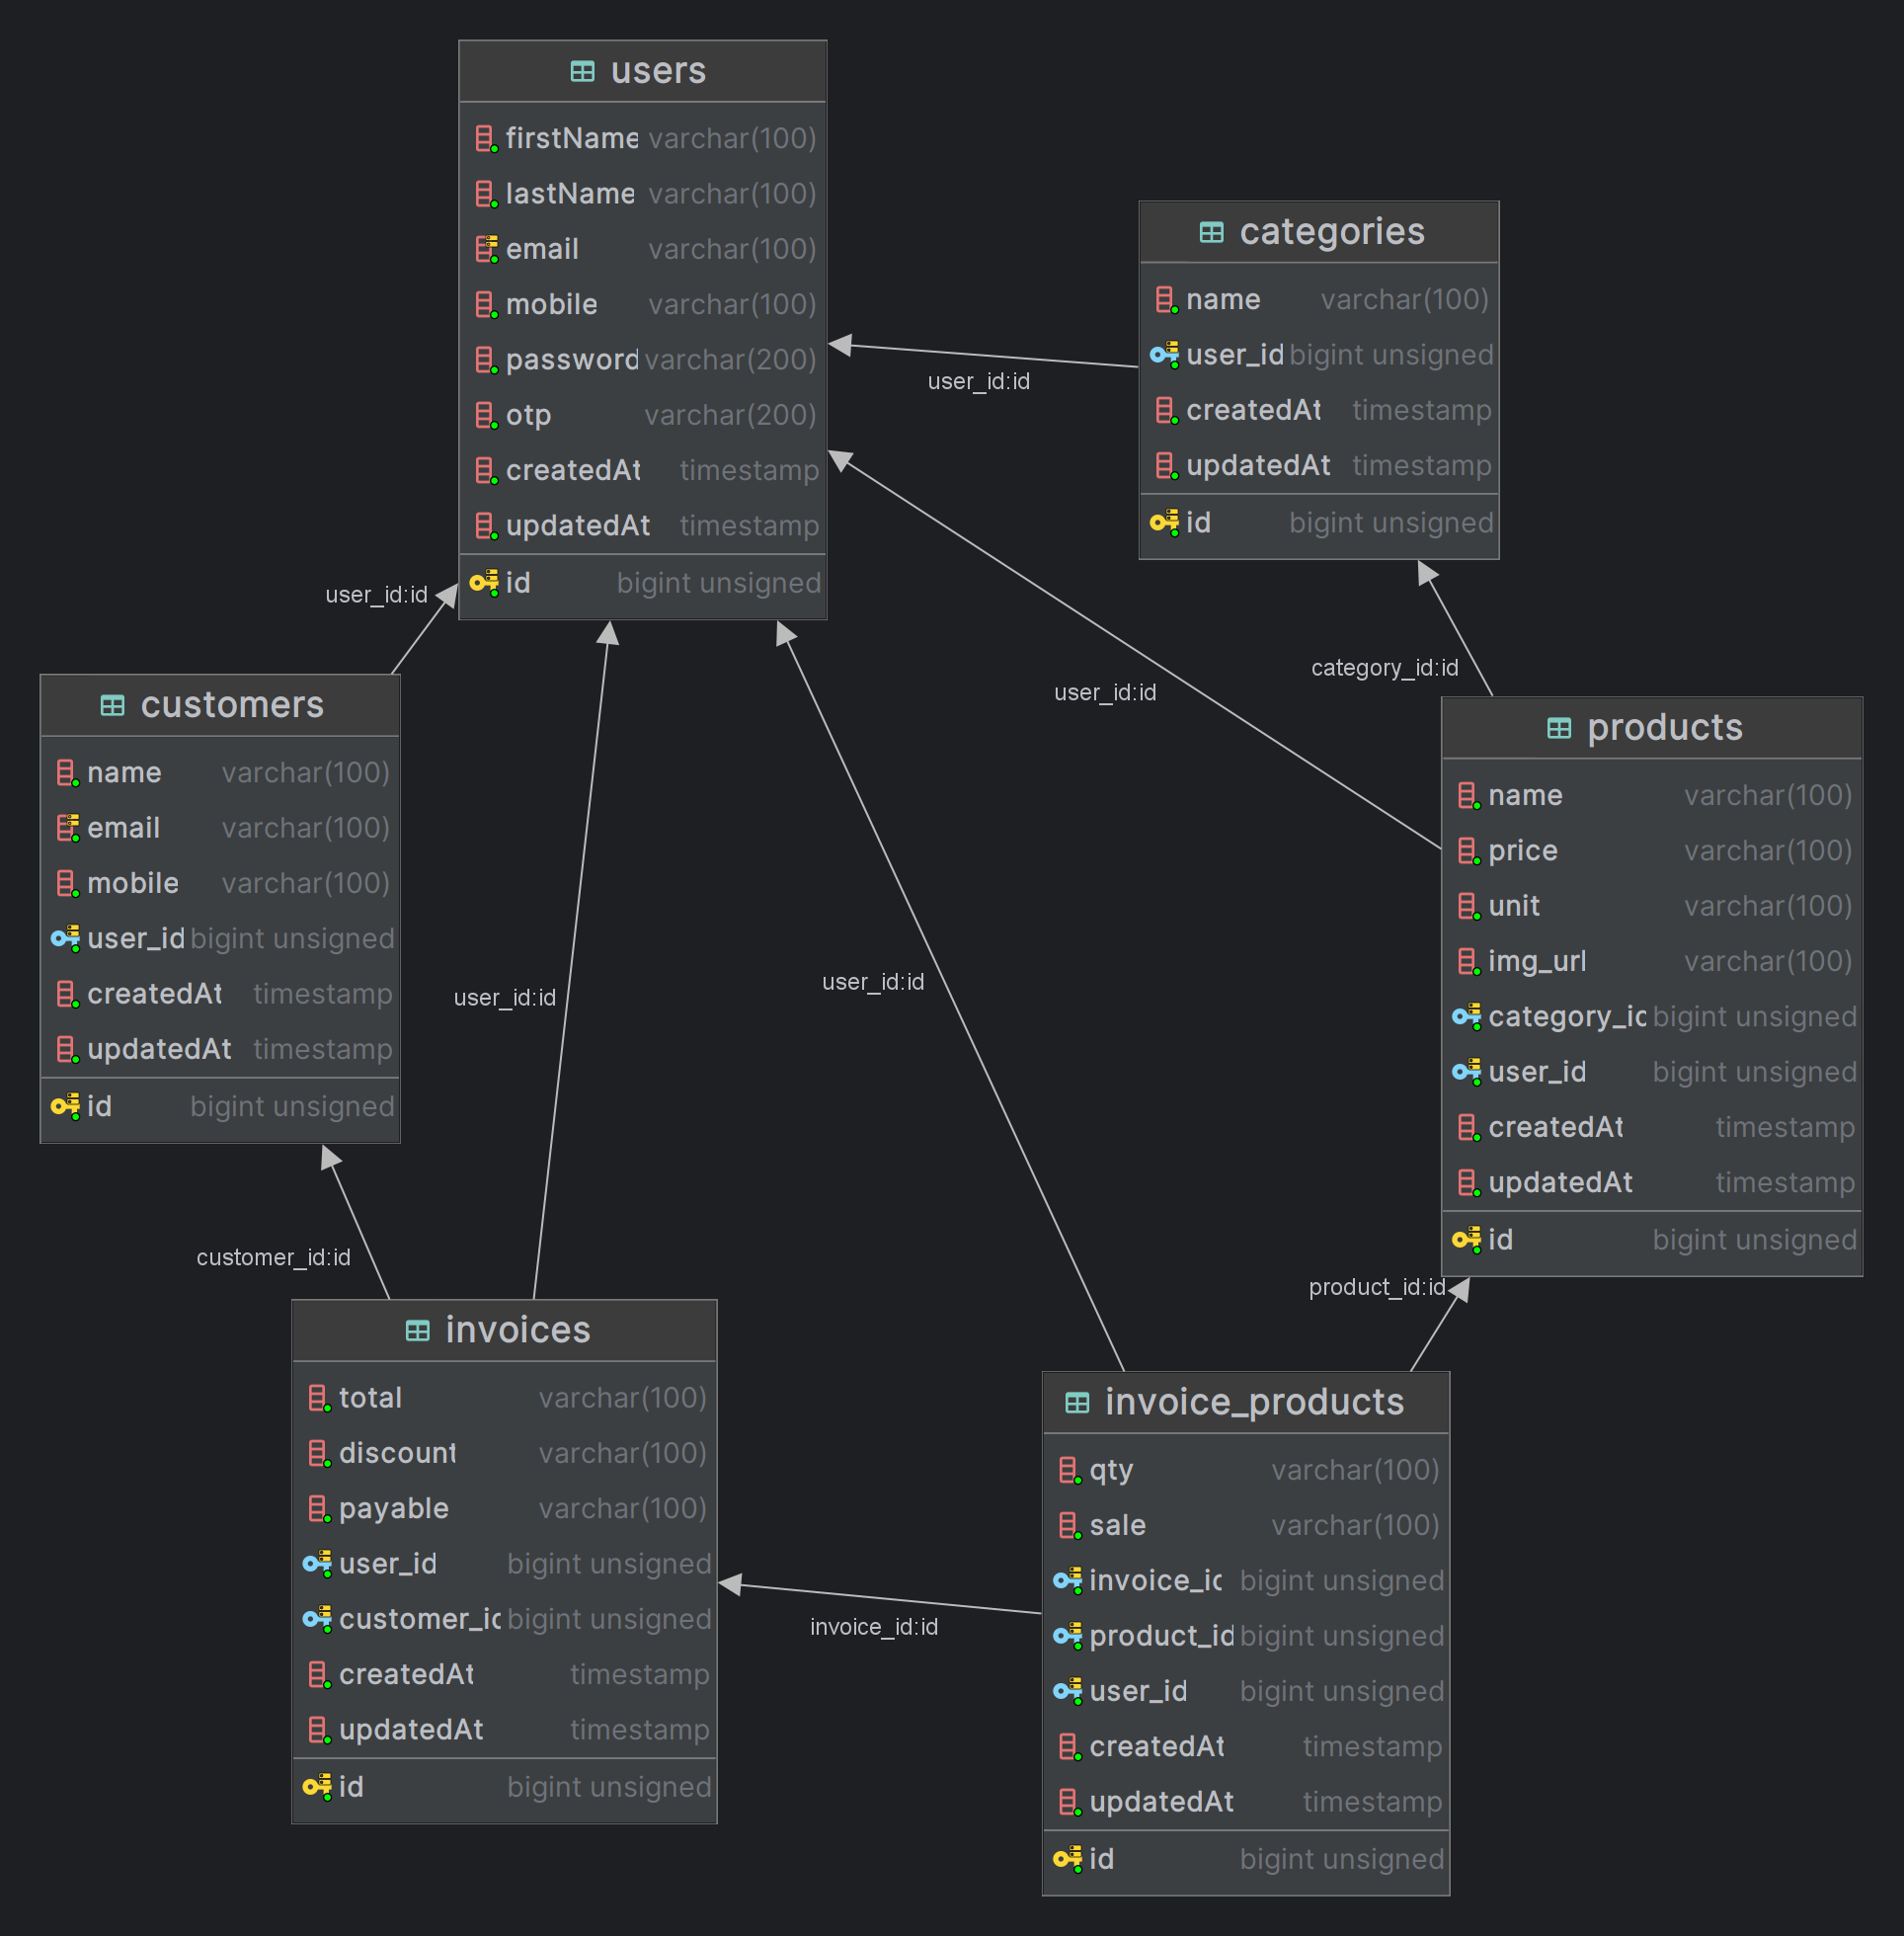 users
firstName varchar(100)
lastName varchar(100)
email varchar(100)
mobile varchar(100)
password varchar(200)
otp varchar(200)
createdAt timestamp
updatedAt timestamp
id bigint unsigned
categories
name varchar(100)
user_id bigint unsigned
createdAt timestamp
updatedAt timestamp
id bigint unsigned
user_id:id
user_id:id
category_id:id
user_id:id
customers
name varchar(100)
email varchar(100)
mobile varchar(100)
user_id bigint unsigned
createdAt timestamp
updatedAt timestamp
id bigint unsigned
products
name varchar(100)
price varchar(100)
unit varchar(100)
img_url varchar(100)
category_id bigint unsigned
user_id bigint unsigned
createdAt timestamp
updatedAt timestamp
id bigint unsigned
user_id:id
user_id:id
customer_id:id
product_id:id
invoices
total varchar(100)
discount varchar(100)
payable varchar(100)
user_id bigint unsigned
customer_id bigint unsigned
createdAt timestamp
updatedAt timestamp
id bigint unsigned
invoice_id:id
invoice_products
qty varchar(100)
sale varchar(100)
invoice_id bigint unsigned
product_id bigint unsigned
user_id bigint unsigned
createdAt timestamp
updatedAt timestamp
id bigint unsigned